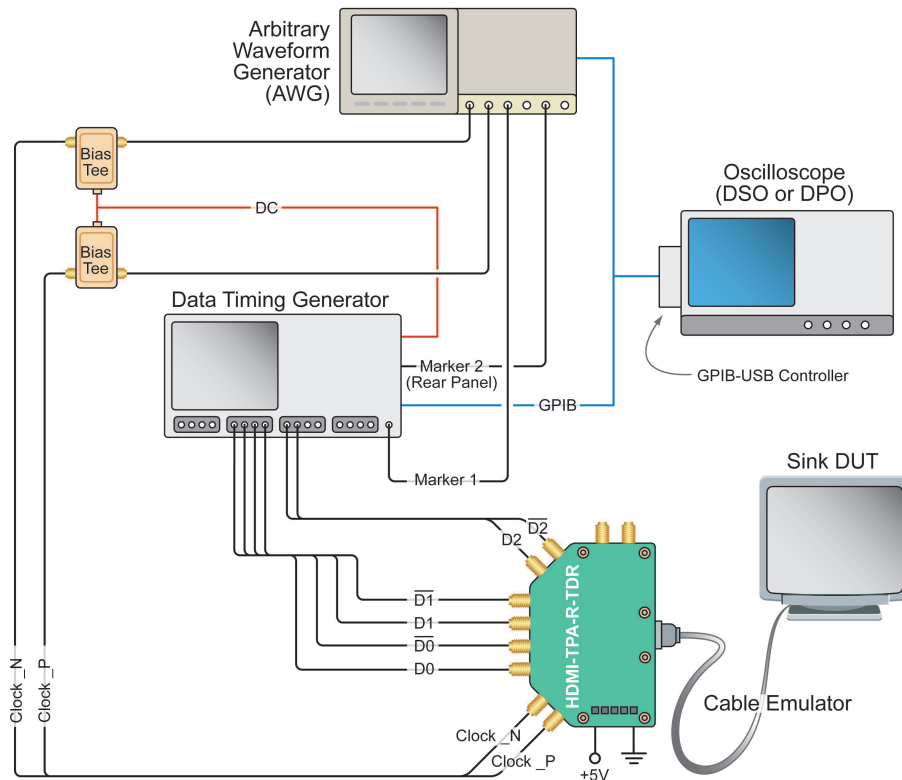 Arbitrary
Waveform
Generator
(AWG)
Bias
Tee
DC
Bias
Tee
Oscilloscope
(DSO or DPO)
Data Timing Generator
Marker 2
(Rear Panel)
GPIB-USB Controller
GPIB
Marker 1
Sink DUT
D2
D2
D1
D1
D0
D0
HDMI-TPA-R-TDR
Clock _N
Clock _P
Cable Emulator
Clock _N
Clock _P
+5V